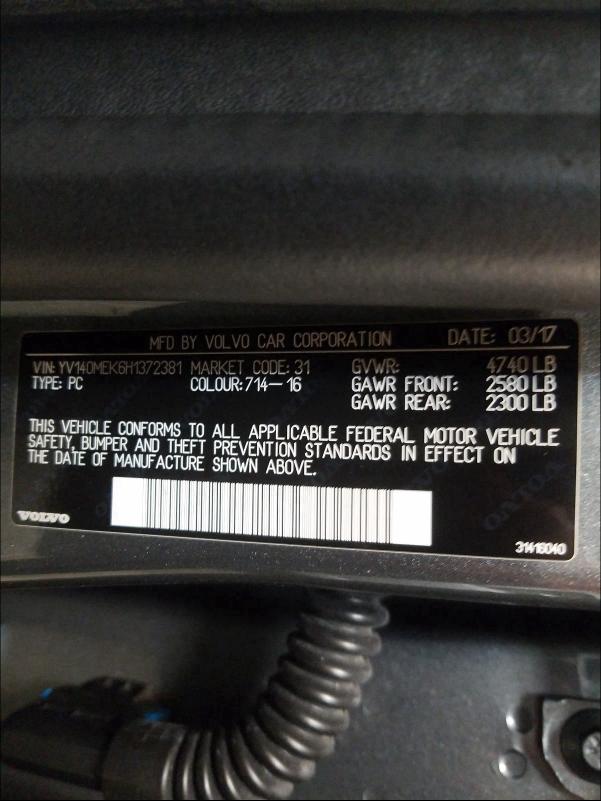 MFD BY VOLVO CAR CORPORATION DATE: 03/17
VIN: YV140MEK6H1372381 MARKET CODE: 31 GVWR: 4740 LB
TYPE: PC COLOUR: 714-16 GAWR FRONT: 2580 LB
GAWR REAR: 2300 LB
THIS VEHICLE CONFORMS TO ALL APPLICABLE FEDERAL MOTOR VEHICLE
SAFETY, BUMPER AND THEFT PREVENTION STANDARDS IN EFFECT ON
THE DATE OF MANUFACTURE SHOWN ABOVE.
VOLVO
31416040